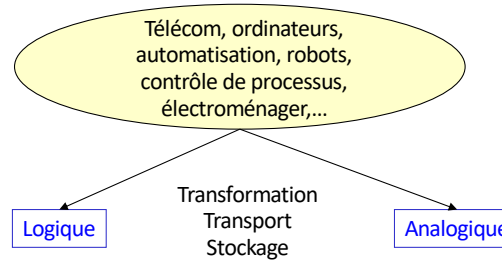 Télécom, ordinateurs,
automatisation, robots,
contrôle de processus,
électroménager,...
Transformation
Logique
Transport
Analogique
Stockage